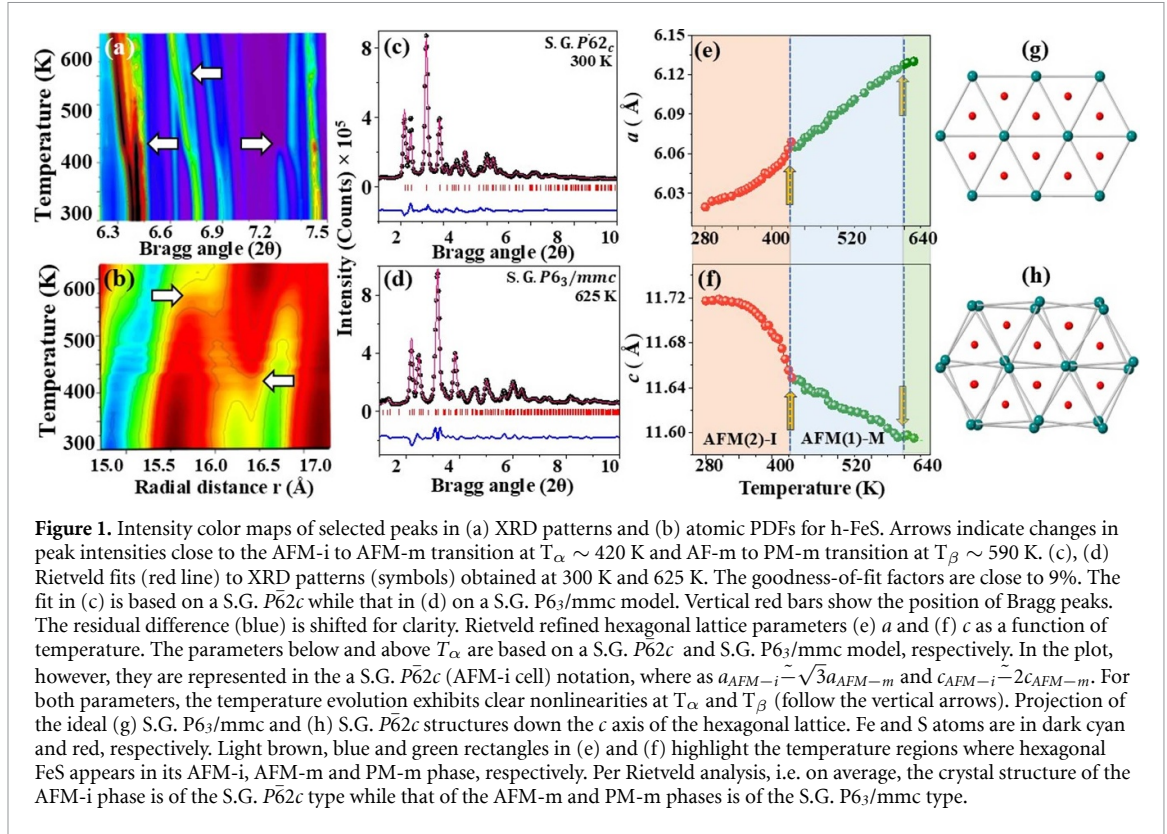 (a)
Temperature (K)
600
500
400
300
6.3 6.6 6.9 7.2 7.5
Bragg angle (2θ)
(b)
Temperature (K)
600
500
400
300
15.0 15.5 16.0 16.5 17.0
Radial distance r (Å)
Intensity (Counts) × 10⁵
(c)
S. G. P̄62c
300 K
8
4
0
2 4 6 8 10
Bragg angle (2θ)
(d)
S. G. P6₃/mmc
625 K
8
4
0
2 4 6 8 10
Bragg angle (2θ)
(e)
a (Å)
6.15
6.12
6.09
6.06
6.03
280 400 520 640
(f)
c (Å)
11.72
11.68
11.64
11.60
AFM(2)-I
AFM(1)-M
280 400 520 640
Temperature (K)
(g)
(h)
Figure 1. Intensity color maps of selected peaks in (a) XRD patterns and (b) atomic PDFs for h-FeS. Arrows indicate changes in
peak intensities close to the AFM-i to AFM-m transition at Tα ∼ 420 K and AF-m to PM-m transition at Tβ ∼ 590 K. (c), (d)
Rietveld fits (red line) to XRD patterns (symbols) obtained at 300 K and 625 K. The goodness-of-fit factors are close to 9%. The
fit in (c) is based on a S.G. P6̄2c while that in (d) on a S.G. P6₃/mmc model. Vertical red bars show the position of Bragg peaks.
The residual difference (blue) is shifted for clarity. Rietveld refined hexagonal lattice parameters (e) a and (f) c as a function of
temperature. The parameters below and above Tα are based on a S.G. P6̄2c and S.G. P6₃/mmc model, respectively. In the plot,
however, they are represented in the a S.G. P6̄2c (AFM-i cell) notation, where as a_AFM−i ∼̄ √3a_AFM−m and c_AFM−i ∼̄ 2c_AFM−m. For
both parameters, the temperature evolution exhibits clear nonlinearities at Tα and Tβ (follow the vertical arrows). Projection of
the ideal (g) S.G. P6₃/mmc and (h) S.G. P6̄2c structures down the c axis of the hexagonal lattice. Fe and S atoms are in dark cyan
and red, respectively. Light brown, blue and green rectangles in (e) and (f) highlight the temperature regions where hexagonal
FeS appears in its AFM-i, AFM-m and PM-m phase, respectively. Per Rietveld analysis, i.e. on average, the crystal structure of the
AFM-i phase is of the S.G. P6̄2c type while that of the AFM-m and PM-m phases is of the S.G. P6₃/mmc type.